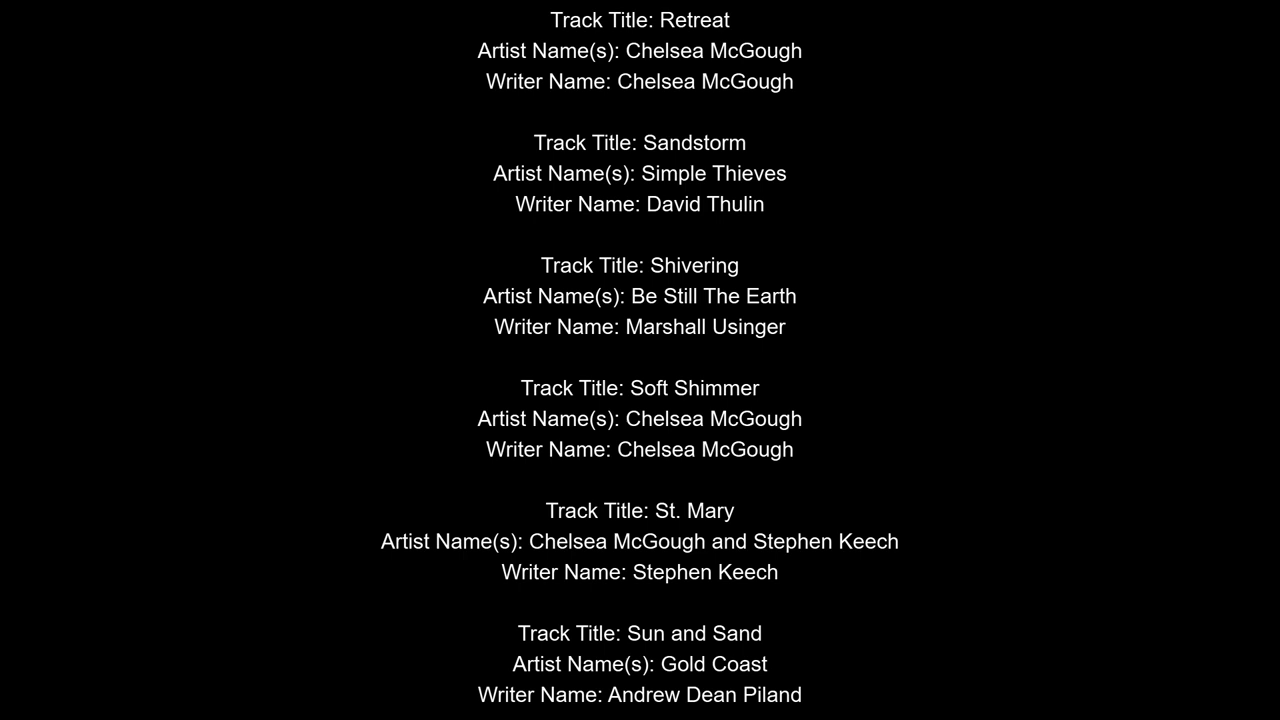 Track Title: Retreat
Artist Name(s): Chelsea McGough
Writer Name: Chelsea McGough
Track Title: Sandstorm
Artist Name(s): Simple Thieves
Writer Name: David Thulin
Track Title: Shivering
Artist Name(s): Be Still The Earth
Writer Name: Marshall Usinger
Track Title: Soft Shimmer
Artist Name(s): Chelsea McGough
Writer Name: Chelsea McGough
Track Title: St. Mary
Artist Name(s): Chelsea McGough and Stephen Keech
Writer Name: Stephen Keech
Track Title: Sun and Sand
Artist Name(s): Gold Coast
Writer Name: Andrew Dean Piland